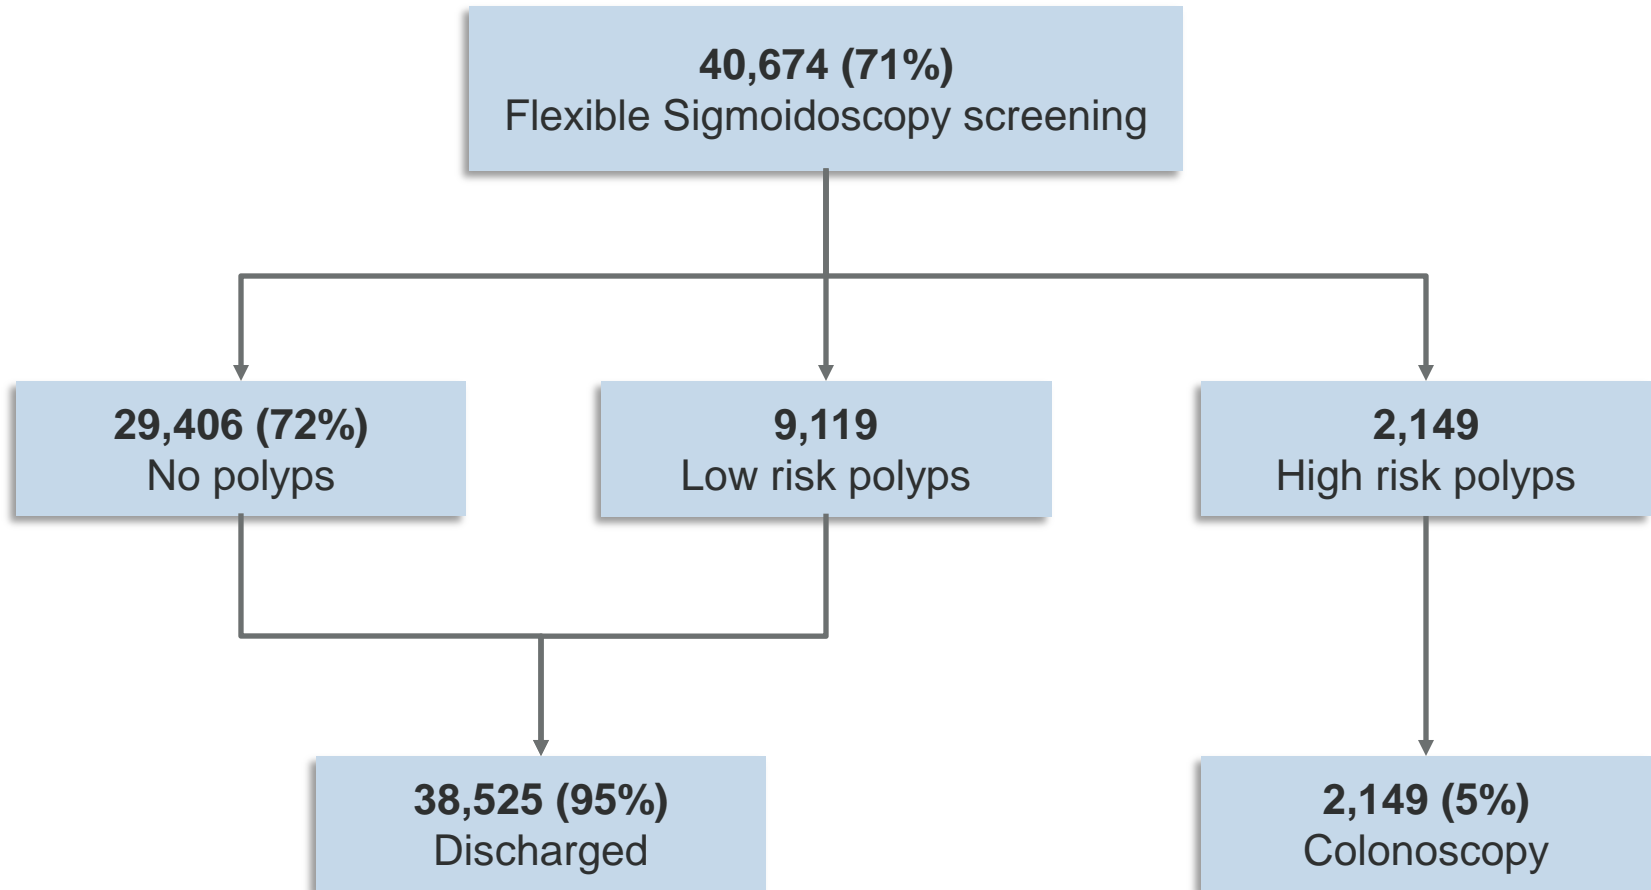 40,674 (71%)
Flexible Sigmoidoscopy screening
29,406 (72%)
No polyps
9,119
Low risk polyps
2,149
High risk polyps
38,525 (95%)
Discharged
2,149 (5%)
Colonoscopy